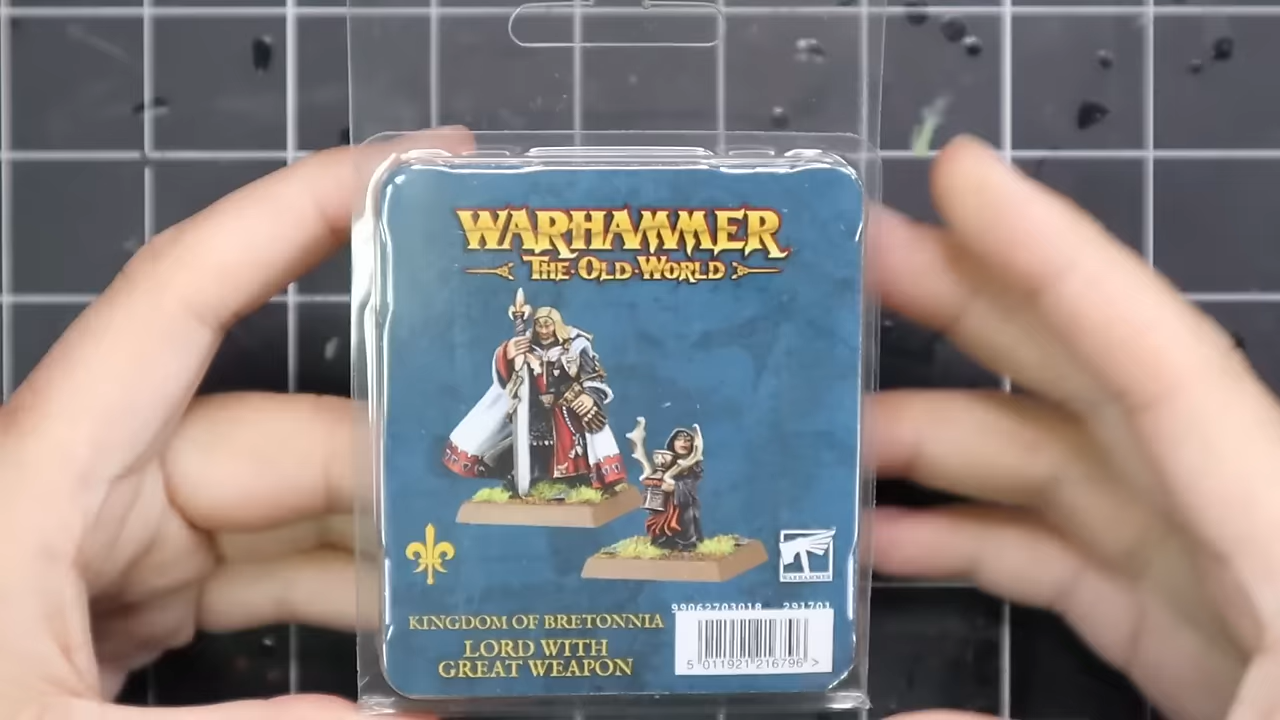 WARHAMMER
THE·OLD·WORLD
WARHAMMER
99062703018 291701
KINGDOM OF BRETONNIA
LORD WITH
GREAT WEAPON
5 011921 216796 >